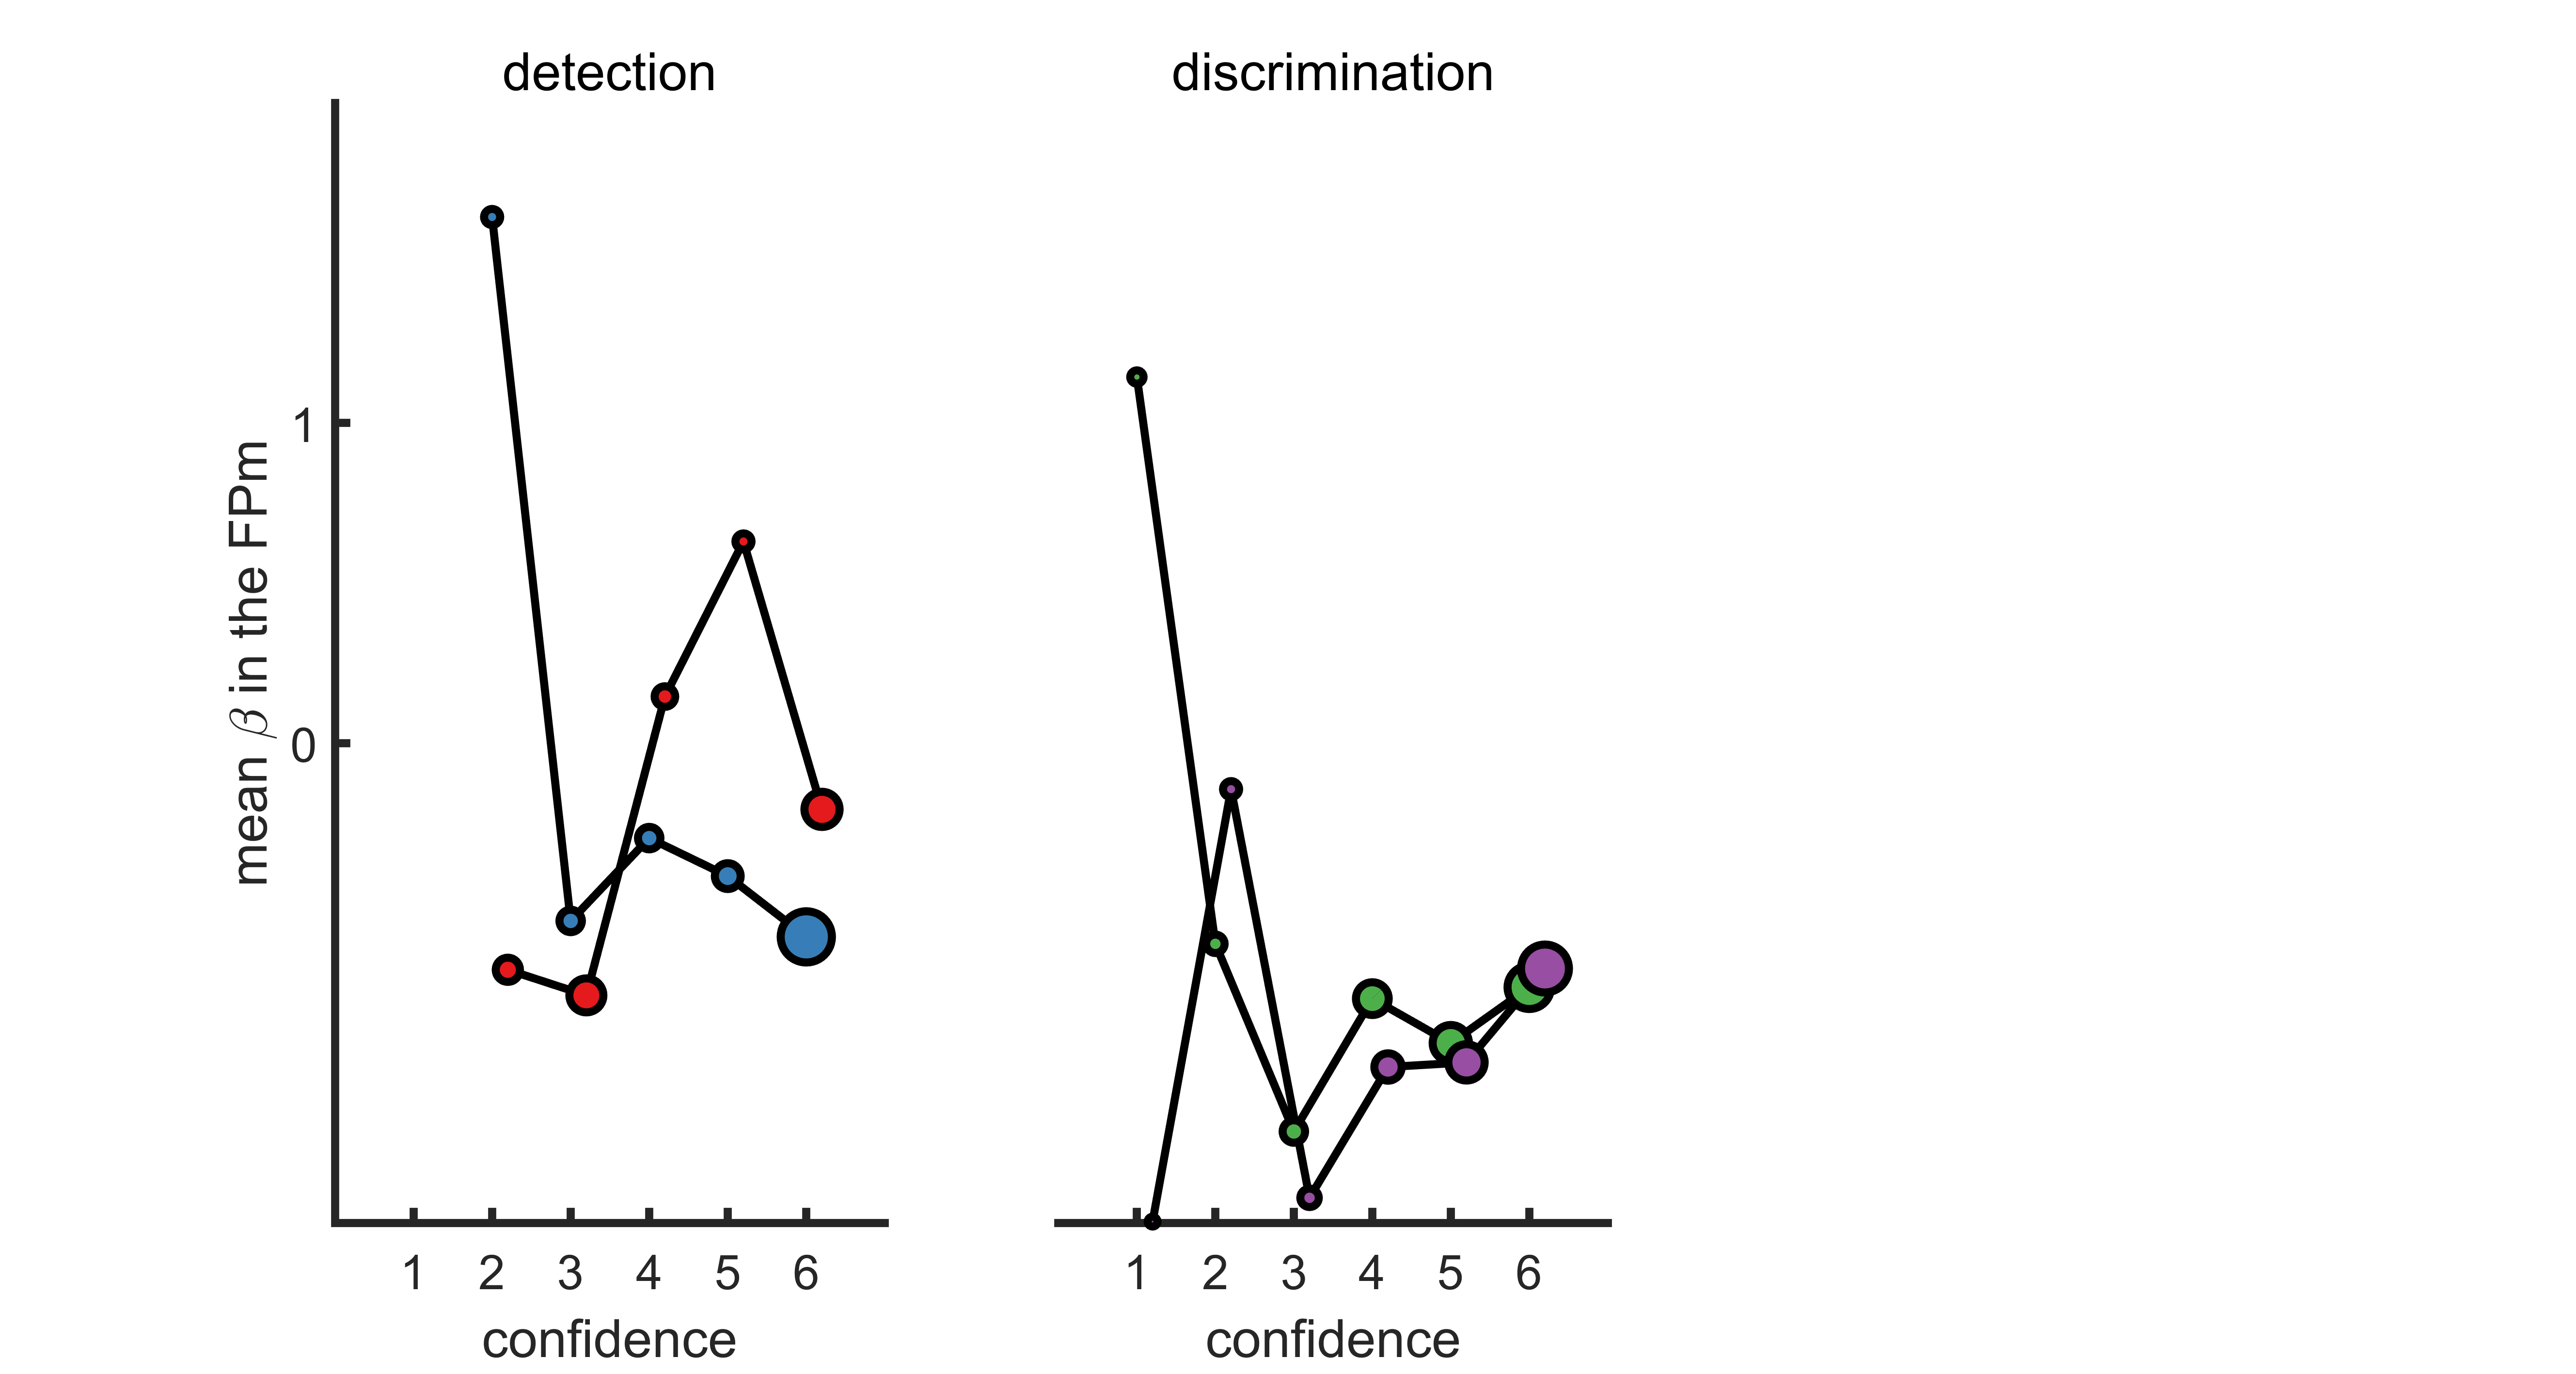 detection
discrimination
mean β in the FPm
1
0
1 2 3 4 5 6
1 2 3 4 5 6
confidence
confidence